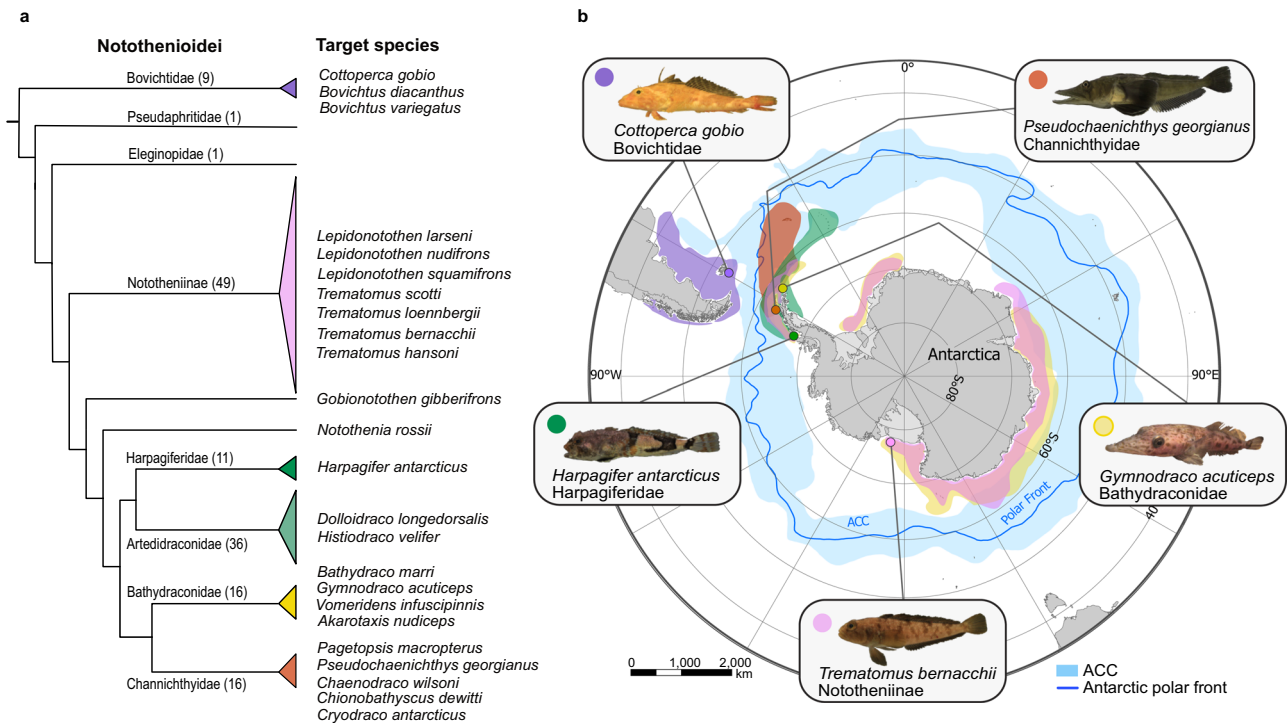 a
Notothenioidei
Target species
Bovichtidae (9)
Cottoperca gobio
Bovichtus diacanthus
Bovichtus variegatus
Pseudaphritidae (1)
Eleginopidae (1)
Nototheniinae (49)
Lepidonotothen larseni
Lepidonotothen nudifrons
Lepidonotothen squamifrons
Trematomus scotti
Trematomus loennbergii
Trematomus bernacchii
Trematomus hansoni
Gobionotothen gibberifrons
Notothenia rossii
Harpagiferidae (11)
Harpagifer antarcticus
Artedidraconidae (36)
Dolloidraco longedorsalis
Histiodraco velifer
Bathydraconidae (16)
Bathydraco marri
Gymnodraco acuticeps
Vomeridens infuscipinnis
Akarotaxis nudiceps
Channichthyidae (16)
Pagetopsis macropterus
Pseudochaenichthys georgianus
Chaenodraco wilsoni
Chionobathyscus dewitti
Cryodraco antarcticus
b
0°
Cottoperca gobio
Bovichtidae
Pseudochaenichthys georgianus
Channichthyidae
90°W
Antarctica
80°S
90°E
60°S
40
Harpagifer antarcticus
Harpagiferidae
Gymnodraco acuticeps
Bathydraconidae
ACC
Polar Front
Trematomus bernacchii
Nototheniinae
0 1,000 2,000
km
ACC
Antarctic polar front